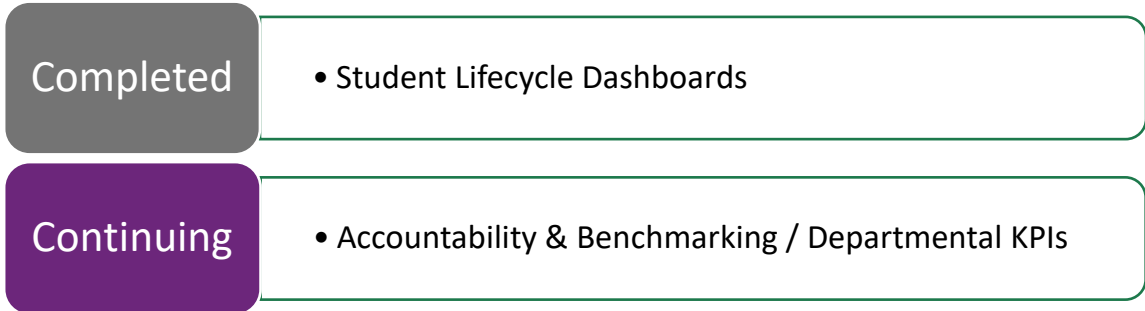 Completed
• Student Lifecycle Dashboards
Continuing
• Accountability & Benchmarking / Departmental KPIs